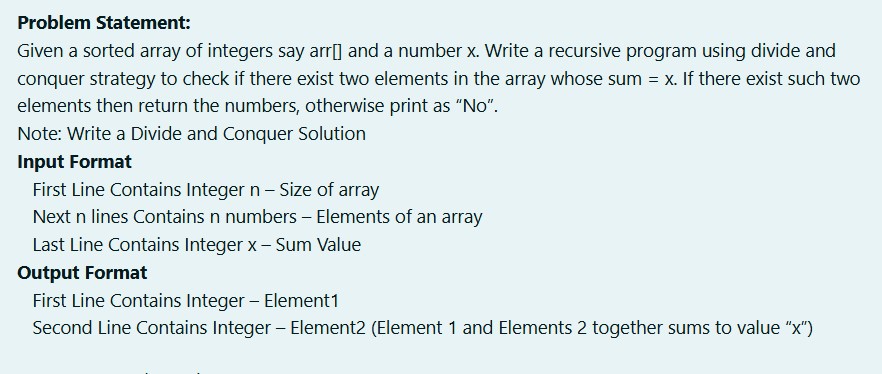 Problem Statement:
Given a sorted array of integers say arr[] and a number x. Write a recursive program using divide and
conquer strategy to check if there exist two elements in the array whose sum = x. If there exist such two
elements then return the numbers, otherwise print as “No”.
Note: Write a Divide and Conquer Solution
Input Format
First Line Contains Integer n – Size of array
Next n lines Contains n numbers – Elements of an array
Last Line Contains Integer x – Sum Value
Output Format
First Line Contains Integer – Element1
Second Line Contains Integer – Element2 (Element 1 and Elements 2 together sums to value “x”)